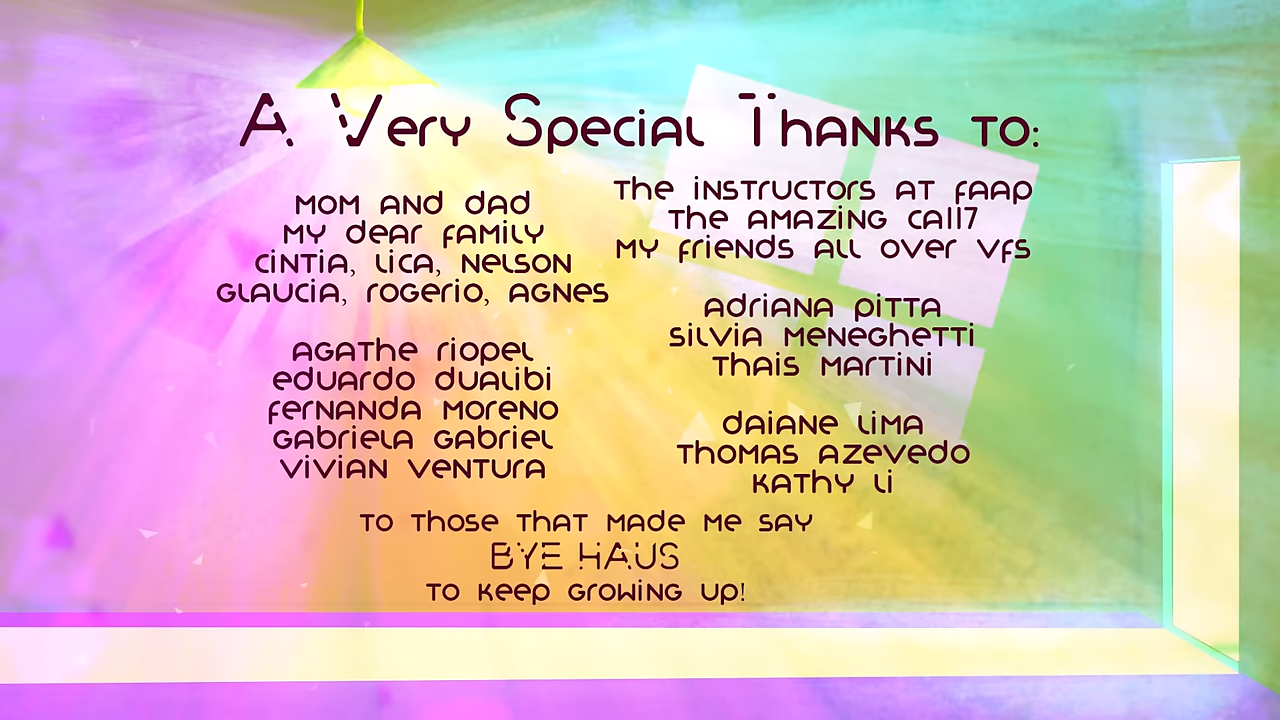 A Very Special Thanks to:
Mom and dad
My dear family
Cintia, Lica, Nelson
Glaucia, Rogerio, Agnes
Agathe Riopel
Eduardo Dualibi
Fernanda Moreno
Gabriela Gabriel
Vivian Ventura
The instructors at FAAP
The amazing CA117
My friends all over VFS
Adriana Pitta
Silvia Meneghetti
Thais Martini
Daiane Lima
Thomas Azevedo
Kathy Li
To those that made me say
BYE HAUS
to keep growing up!